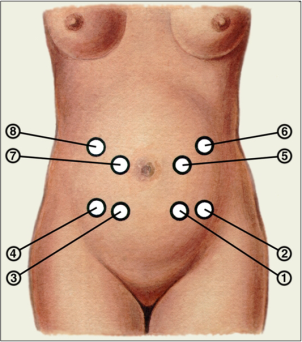 ⑧ ⑥
⑦ ⑤
④ ②
③ ①